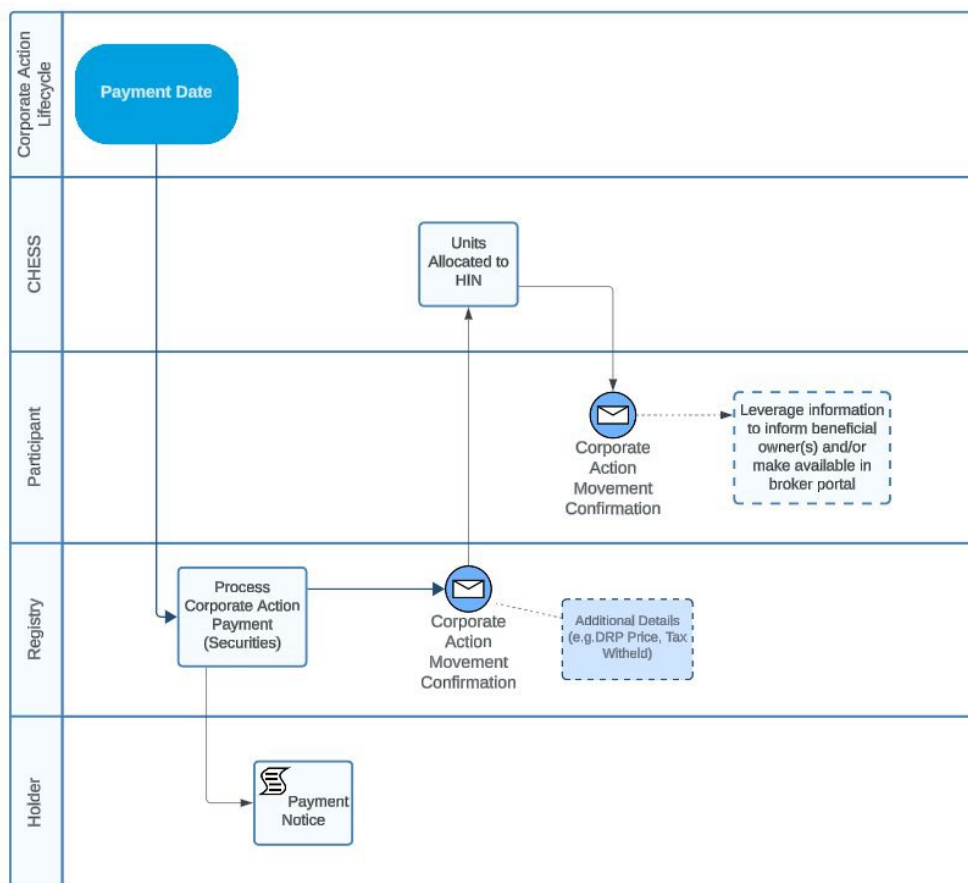 Corporate Action
Lifecycle
Payment Date
CHESS
Units
Allocated to
HIN
Participant
Corporate
Action
Movement
Confirmation
Leverage information
to inform beneficial
owner(s) and/or
make available in
broker portal
Registry
Process
Corporate Action
Payment
(Securities)
Corporate
Action
Movement
Confirmation
Additional Details
(e.g.DRP Price, Tax
Witheld)
Holder
Payment
Notice